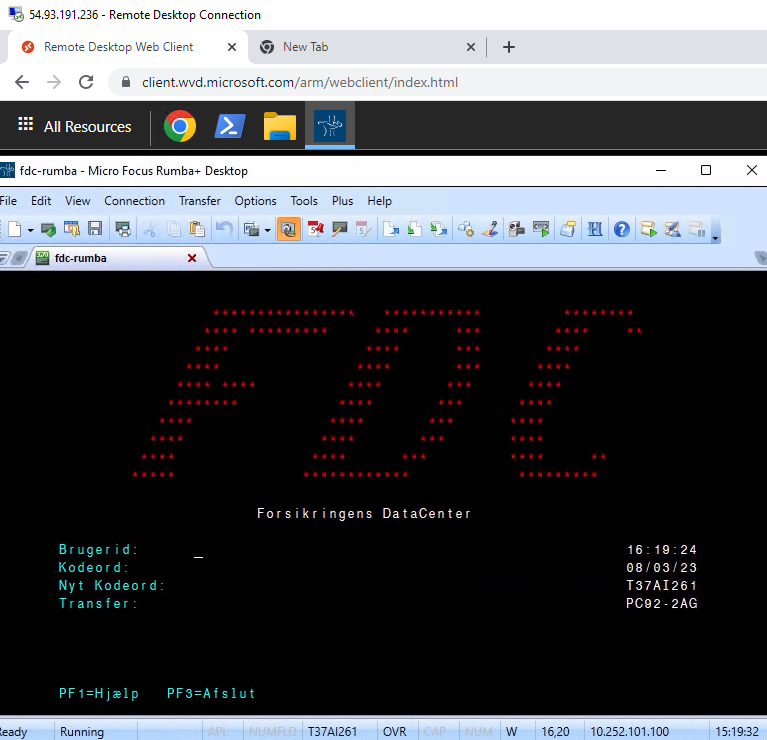 54.93.191.236 - Remote Desktop Connection
Remote Desktop Web Client
New Tab
client.wvd.microsoft.com/arm/webclient/index.html
All Resources
fdc-rumba - Micro Focus Rumba+ Desktop
File Edit View Connection Transfer Options Tools Plus Help
fdc-rumba
FDC
Forsikringens DataCenter
Brugerid: 16:19:24
Kodeord: 08/03/23
Nyt Kodeord: T37AI261
Transfer: PC92-2AG
PF1=Hjælp PF3=Afslut
Ready Running APL NUMFLD T37AI261 OVR CAP NUM W 16,20 10.252.101.100 15:19:32